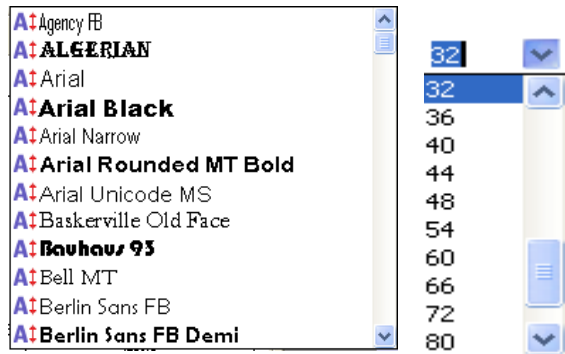 Agency FB
ALGERIAN
Arial
Arial Black
Arial Narrow
Arial Rounded MT Bold
Arial Unicode MS
Baskerville Old Face
Bauhaus 93
Bell MT
Berlin Sans FB
Berlin Sans FB Demi
32
32
36
40
44
48
54
60
66
72
80